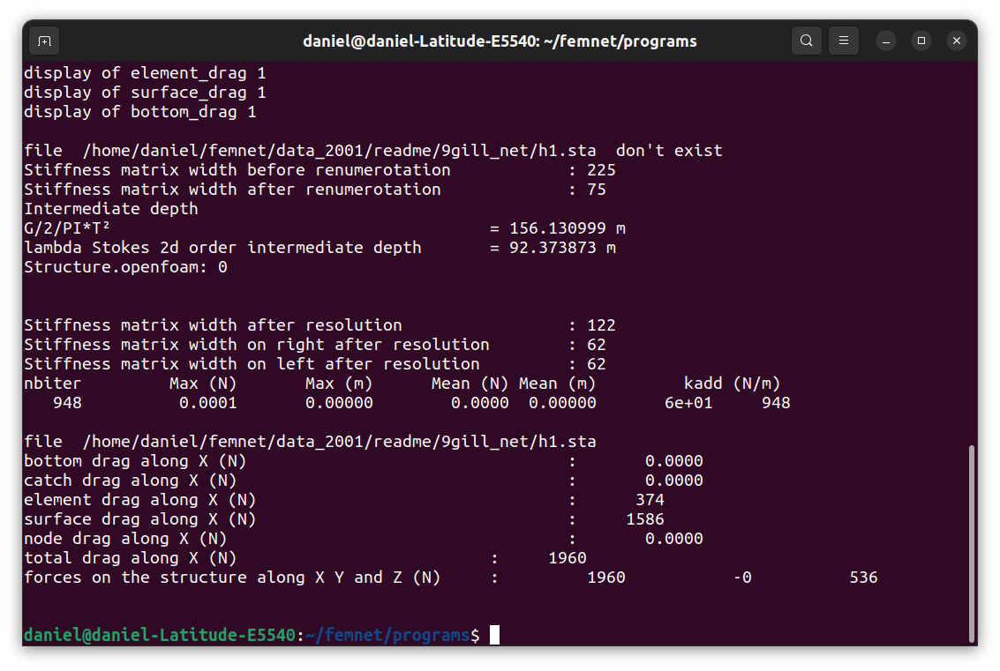 daniel@daniel-Latitude-E5540: ~/femnet/programs
display of element_drag 1
display of surface_drag 1
display of bottom_drag 1
file  /home/daniel/femnet/data_2001/readme/9gill_net/h1.sta  don't exist
Stiffness matrix width before renumerotation            : 225
Stiffness matrix width after renumerotation             : 75
Intermediate depth
G/2/PI*T²                                       = 156.130999 m
lambda Stokes 2d order intermediate depth       = 92.373873 m
Structure.openfoam: 0
Stiffness matrix width after resolution                 : 122
Stiffness matrix width on right after resolution        : 62
Stiffness matrix width on left after resolution         : 62
nbiter         Max (N)       Max (m)      Mean (N) Mean (m)         kadd (N/m)
   948          0.0001       0.00000        0.0000  0.00000       6e+01     948
file  /home/daniel/femnet/data_2001/readme/9gill_net/h1.sta
bottom drag along X (N)                                 :       0.0000
catch drag along X (N)                                  :       0.0000
element drag along X (N)                                :      374
surface drag along X (N)                                :     1586
node drag along X (N)                                   :       0.0000
total drag along X (N)                          :     1960
forces on the structure along X Y and Z (N)     :         1960           -0          536
daniel@daniel-Latitude-E5540:~/femnet/programs$